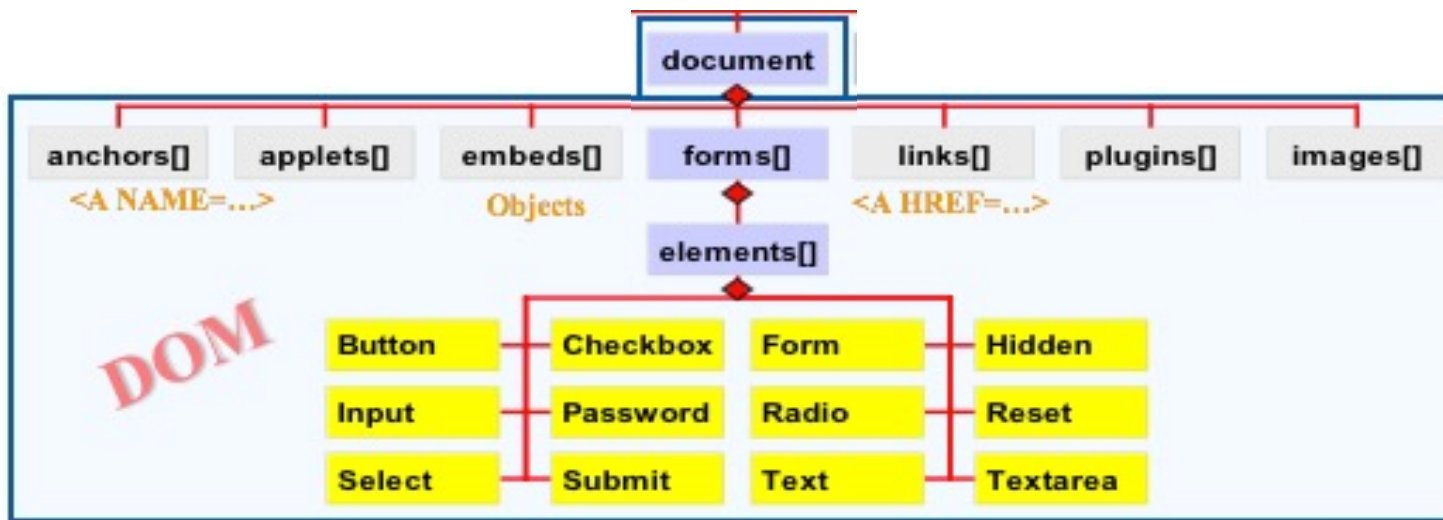 document
anchors[] applets[] embeds[] forms[] links[] plugins[] images[]
<A NAME=...> Objects <A HREF=...>
elements[]
DOM
Button Checkbox Form Hidden
Input Password Radio Reset
Select Submit Text Textarea